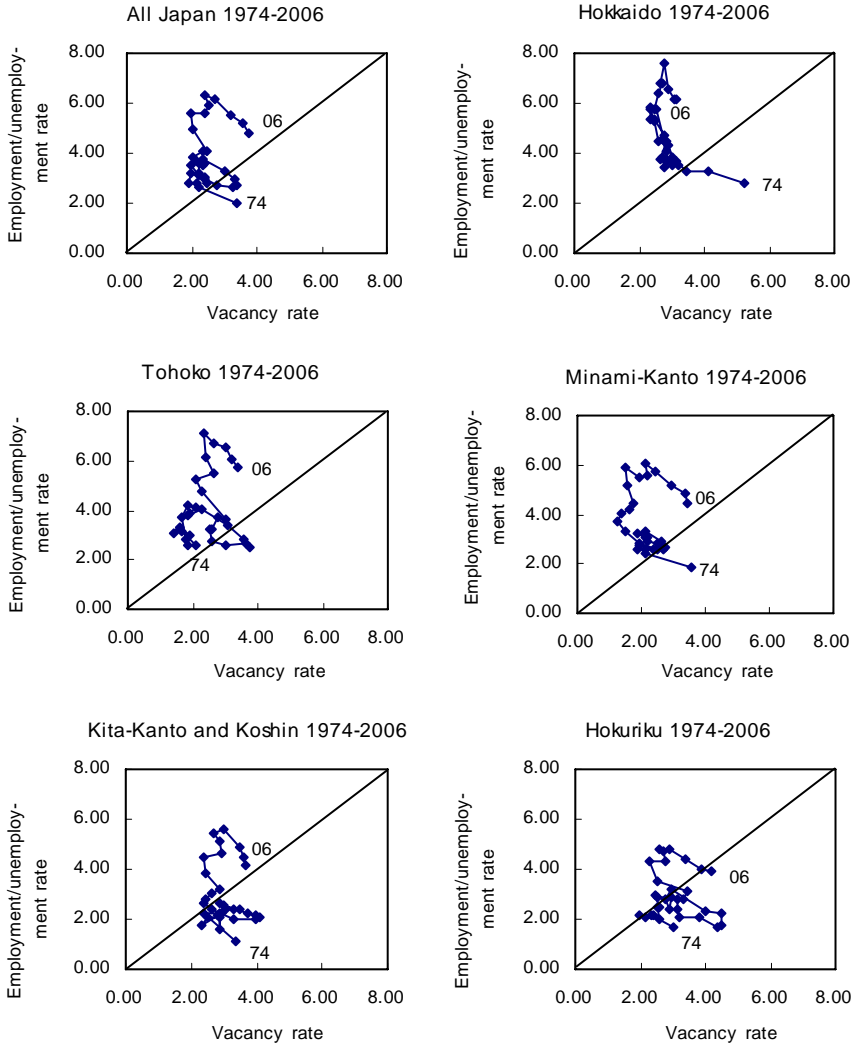 All Japan 1974-2006
Employment/unemploy-
ment rate
8.00
6.00
4.00
2.00
0.00
06
74
0.00 2.00 4.00 6.00 8.00
Vacancy rate
Hokkaido 1974-2006
Employment/unemploy-
ment rate
8.00
6.00
4.00
2.00
0.00
06
74
0.00 2.00 4.00 6.00 8.00
Vacancy rate
Tohoko 1974-2006
Employment/unemploy-
ment rate
8.00
6.00
4.00
2.00
0.00
06
74
0.00 2.00 4.00 6.00 8.00
Vacancy rate
Minami-Kanto 1974-2006
Employment/unemploy-
ment rate
8.00
6.00
4.00
2.00
0.00
06
74
0.00 2.00 4.00 6.00 8.00
Vacancy rate
Kita-Kanto and Koshin 1974-2006
Employment/unemploy-
ment rate
8.00
6.00
4.00
2.00
0.00
06
74
0.00 2.00 4.00 6.00 8.00
Vacancy rate
Hokuriku 1974-2006
Employment/unemploy-
ment rate
8.00
6.00
4.00
2.00
0.00
06
74
0.00 2.00 4.00 6.00 8.00
Vacancy rate